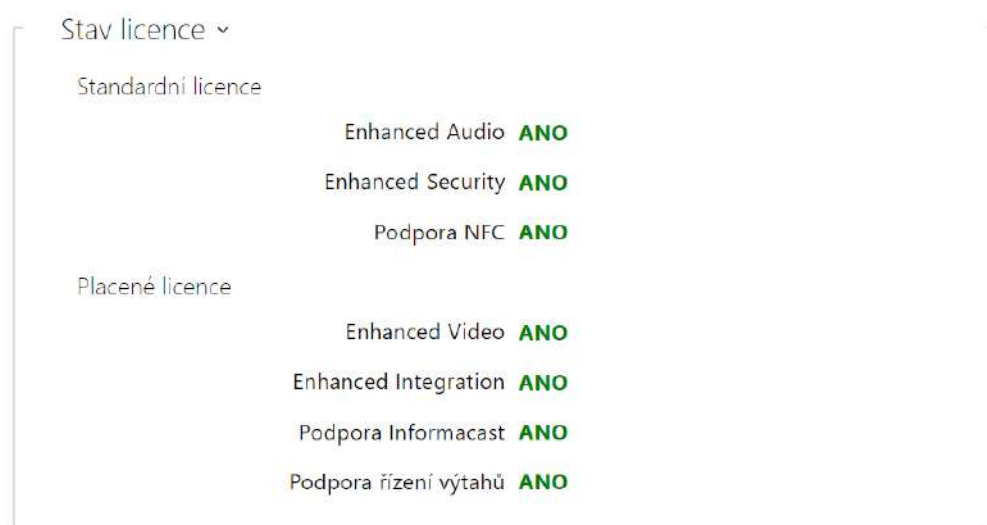 Stav licence
Standardní licence
Enhanced Audio ANO
Enhanced Security ANO
Podpora NFC ANO
Placené licence
Enhanced Video ANO
Enhanced Integration ANO
Podpora Informacast ANO
Podpora řízení výtahů ANO